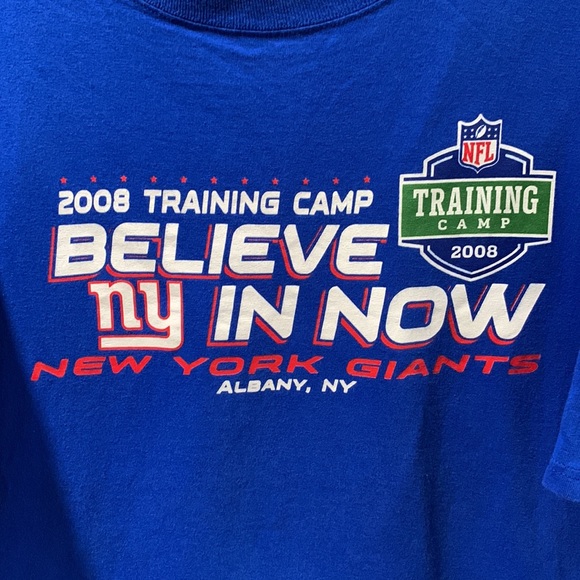 NFL
TRAINING
CAMP
2008
2008 TRAINING CAMP
BELIEVE
ny IN NOW
NEW YORK GIANTS
ALBANY, NY